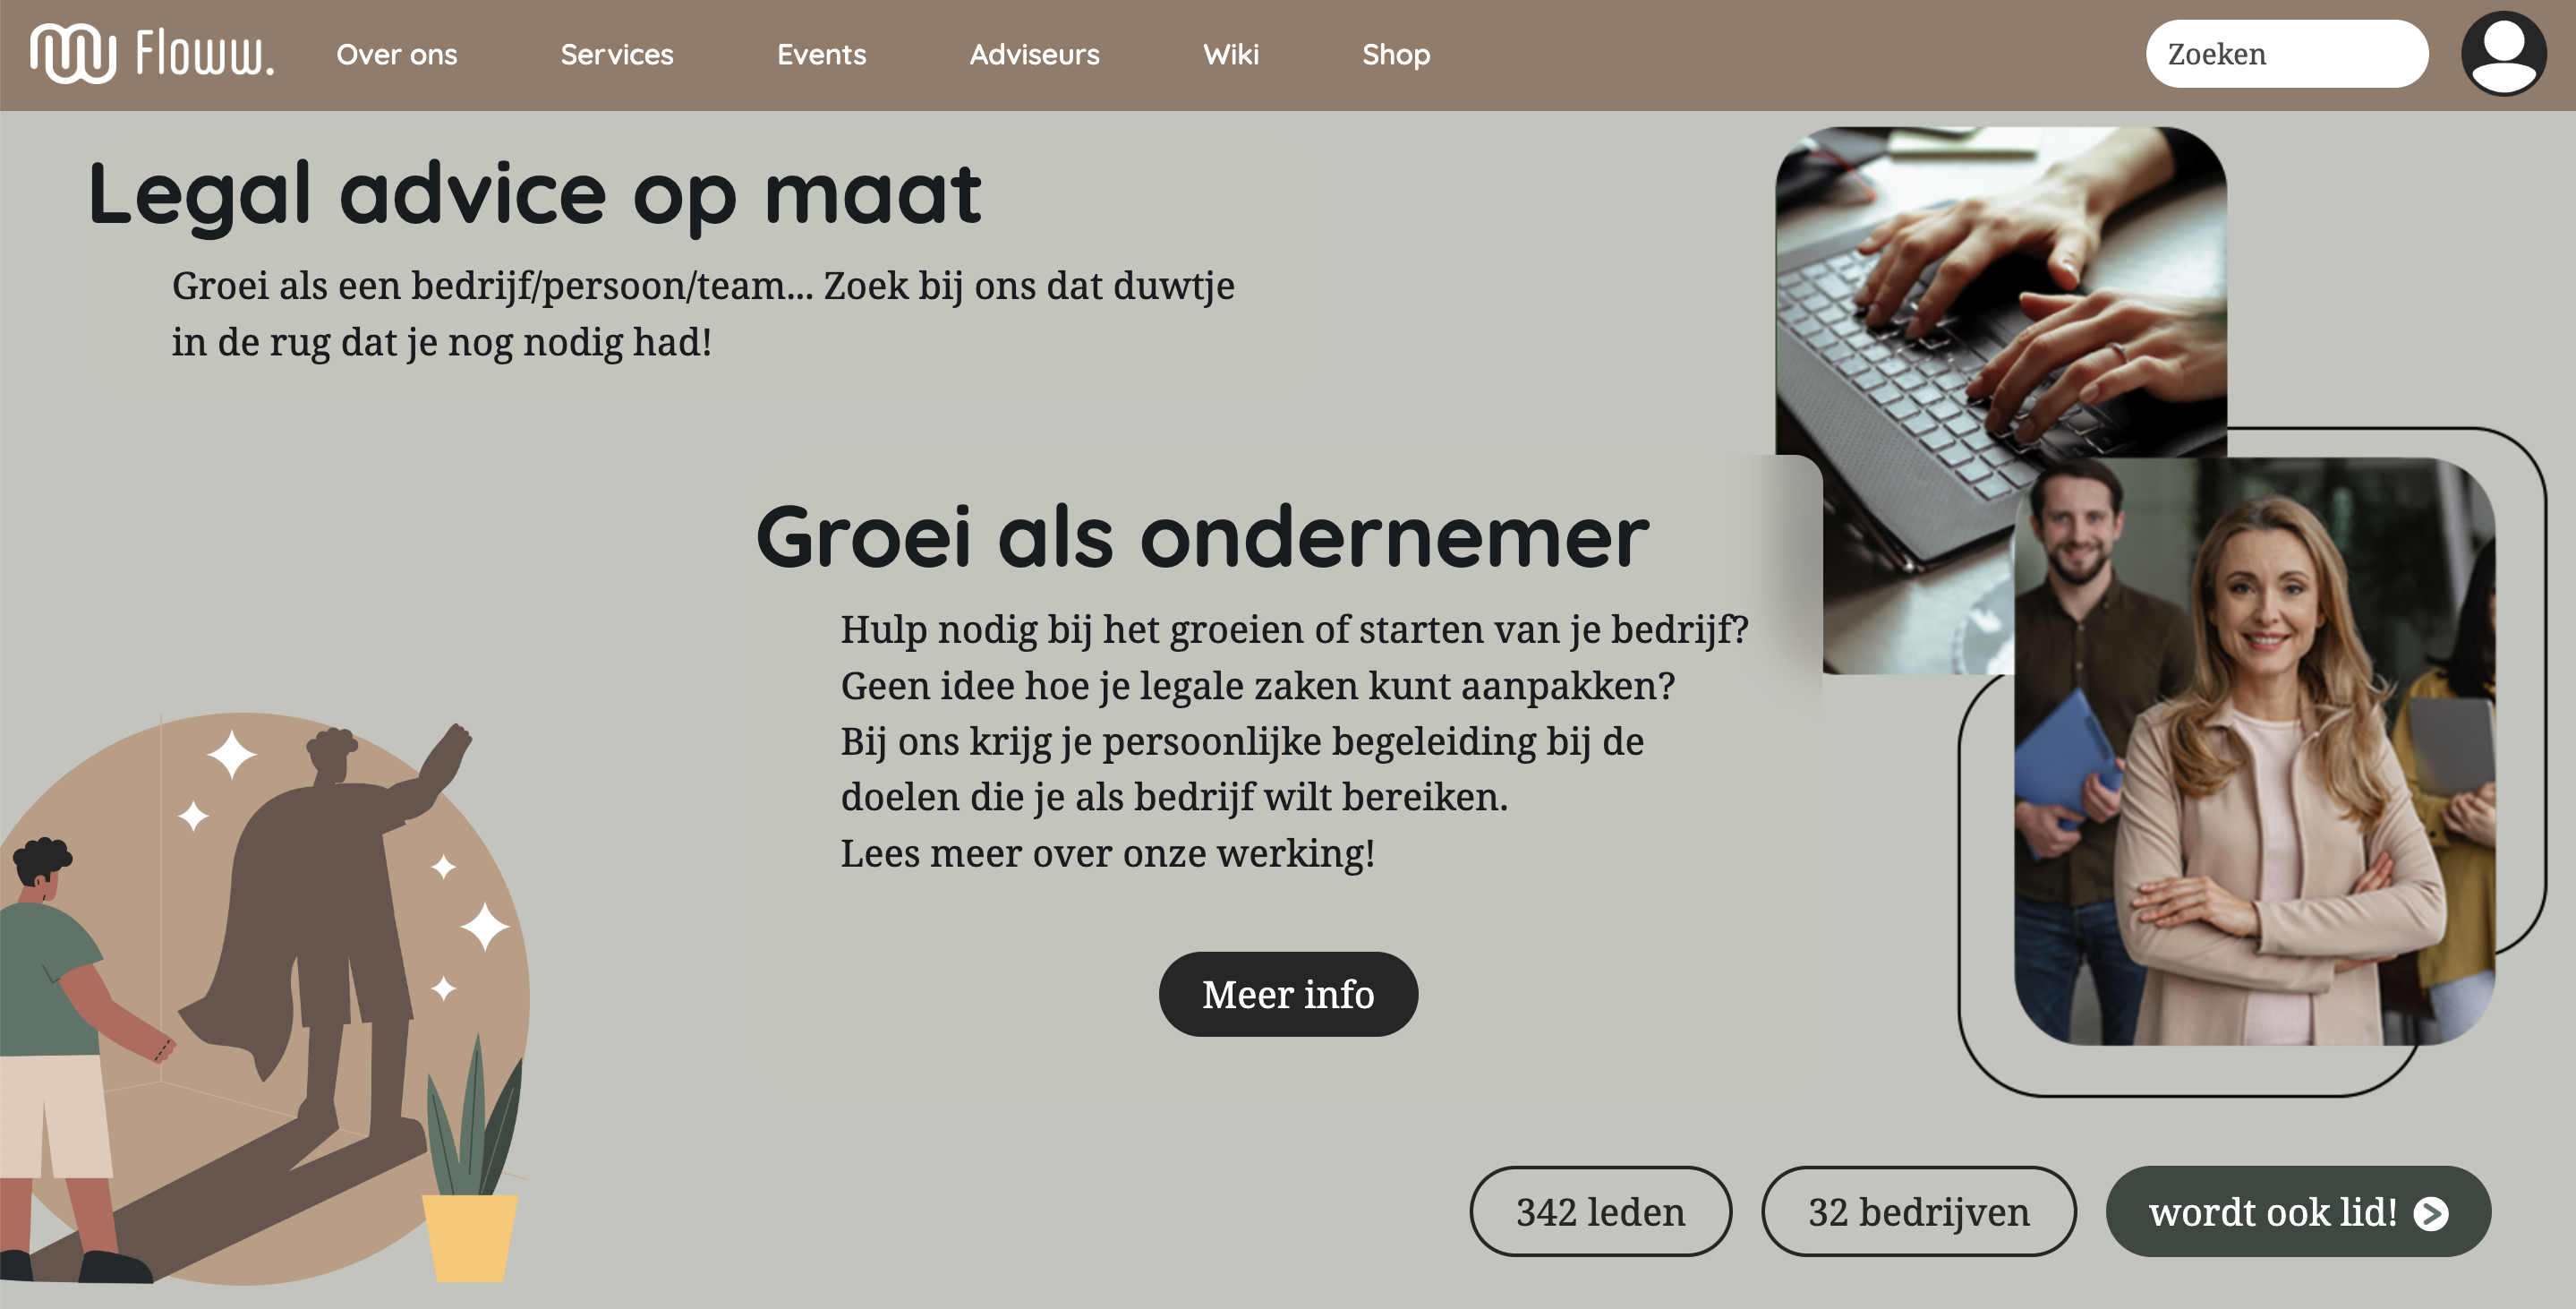 Floww.
Over ons
Services
Events
Adviseurs
Wiki
Shop
Zoeken
Legal advice op maat
Groei als een bedrijf/persoon/team... Zoek bij ons dat duwtje
in de rug dat je nog nodig had!
Groei als ondernemer
Hulp nodig bij het groeien of starten van je bedrijf?
Geen idee hoe je legale zaken kunt aanpakken?
Bij ons krijg je persoonlijke begeleiding bij de
doelen die je als bedrijf wilt bereiken.
Lees meer over onze werking!
Meer info
342 leden
32 bedrijven
wordt ook lid!